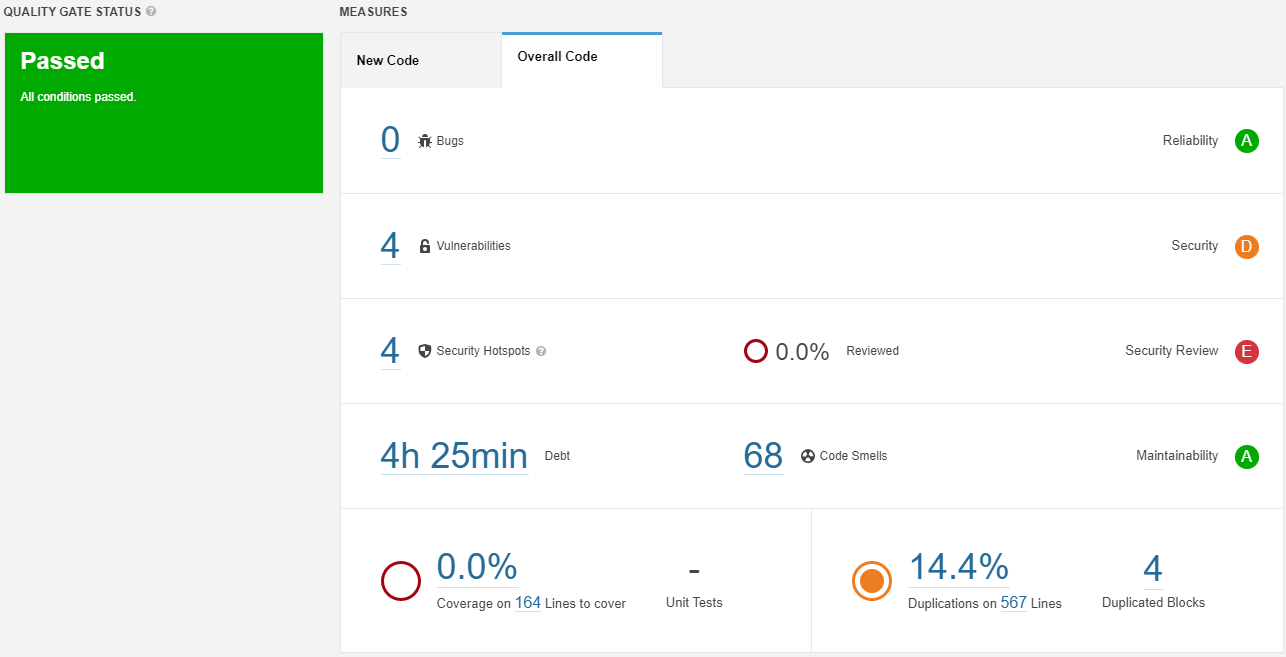 QUALITY GATE STATUS ?
MEASURES
Passed
All conditions passed.
New Code
Overall Code
0 Bugs
Reliability A
4 Vulnerabilities
Security D
4 Security Hotspots ?
0.0% Reviewed
Security Review E
4h 25min Debt
68 Code Smells
Maintainability A
0.0%
Coverage on 164 Lines to cover
-
Unit Tests
14.4%
Duplications on 567 Lines
4
Duplicated Blocks